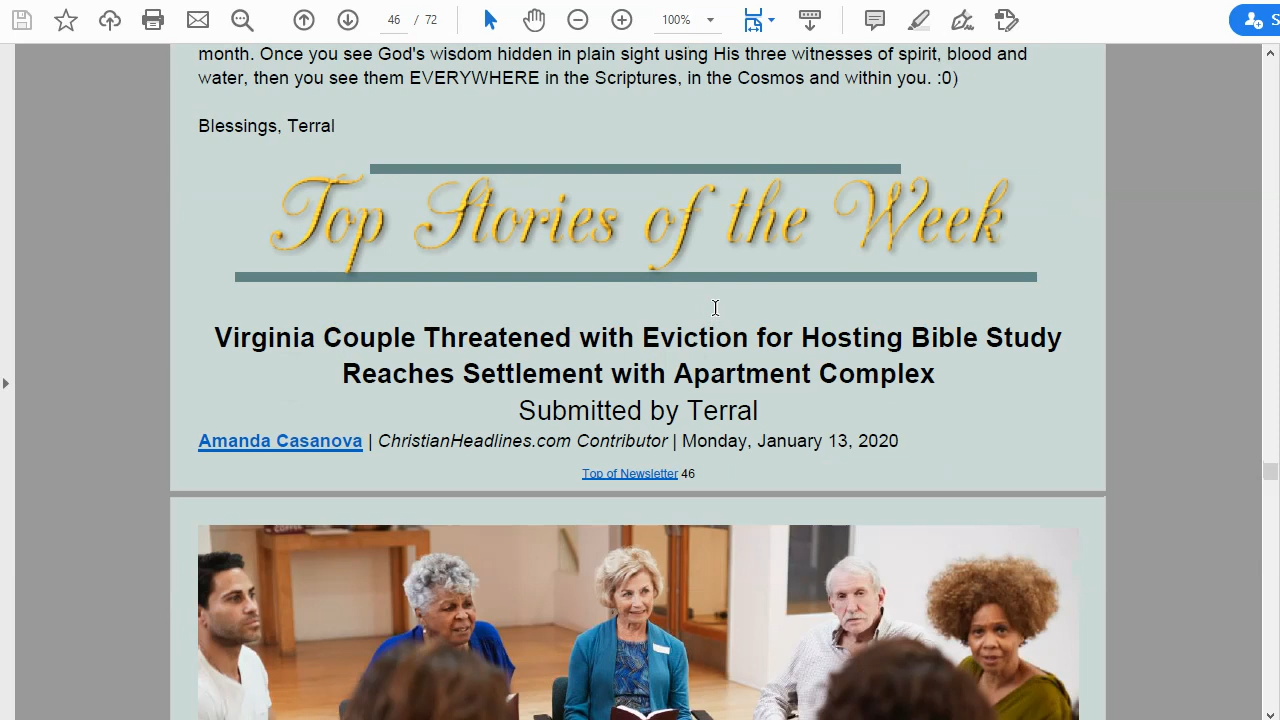 46 / 72 100% S
month. Once you see God's wisdom hidden in plain sight using His three witnesses of spirit, blood and
water, then you see them EVERYWHERE in the Scriptures, in the Cosmos and within you. :0)
Blessings, Terral
Top Stories of the Week
Virginia Couple Threatened with Eviction for Hosting Bible Study
Reaches Settlement with Apartment Complex
Submitted by Terral
Amanda Casanova | ChristianHeadlines.com Contributor | Monday, January 13, 2020
Top of Newsletter 46